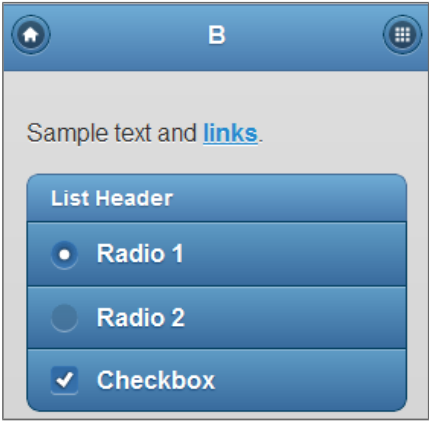 B
Sample text and links.
List Header
Radio 1
Radio 2
Checkbox